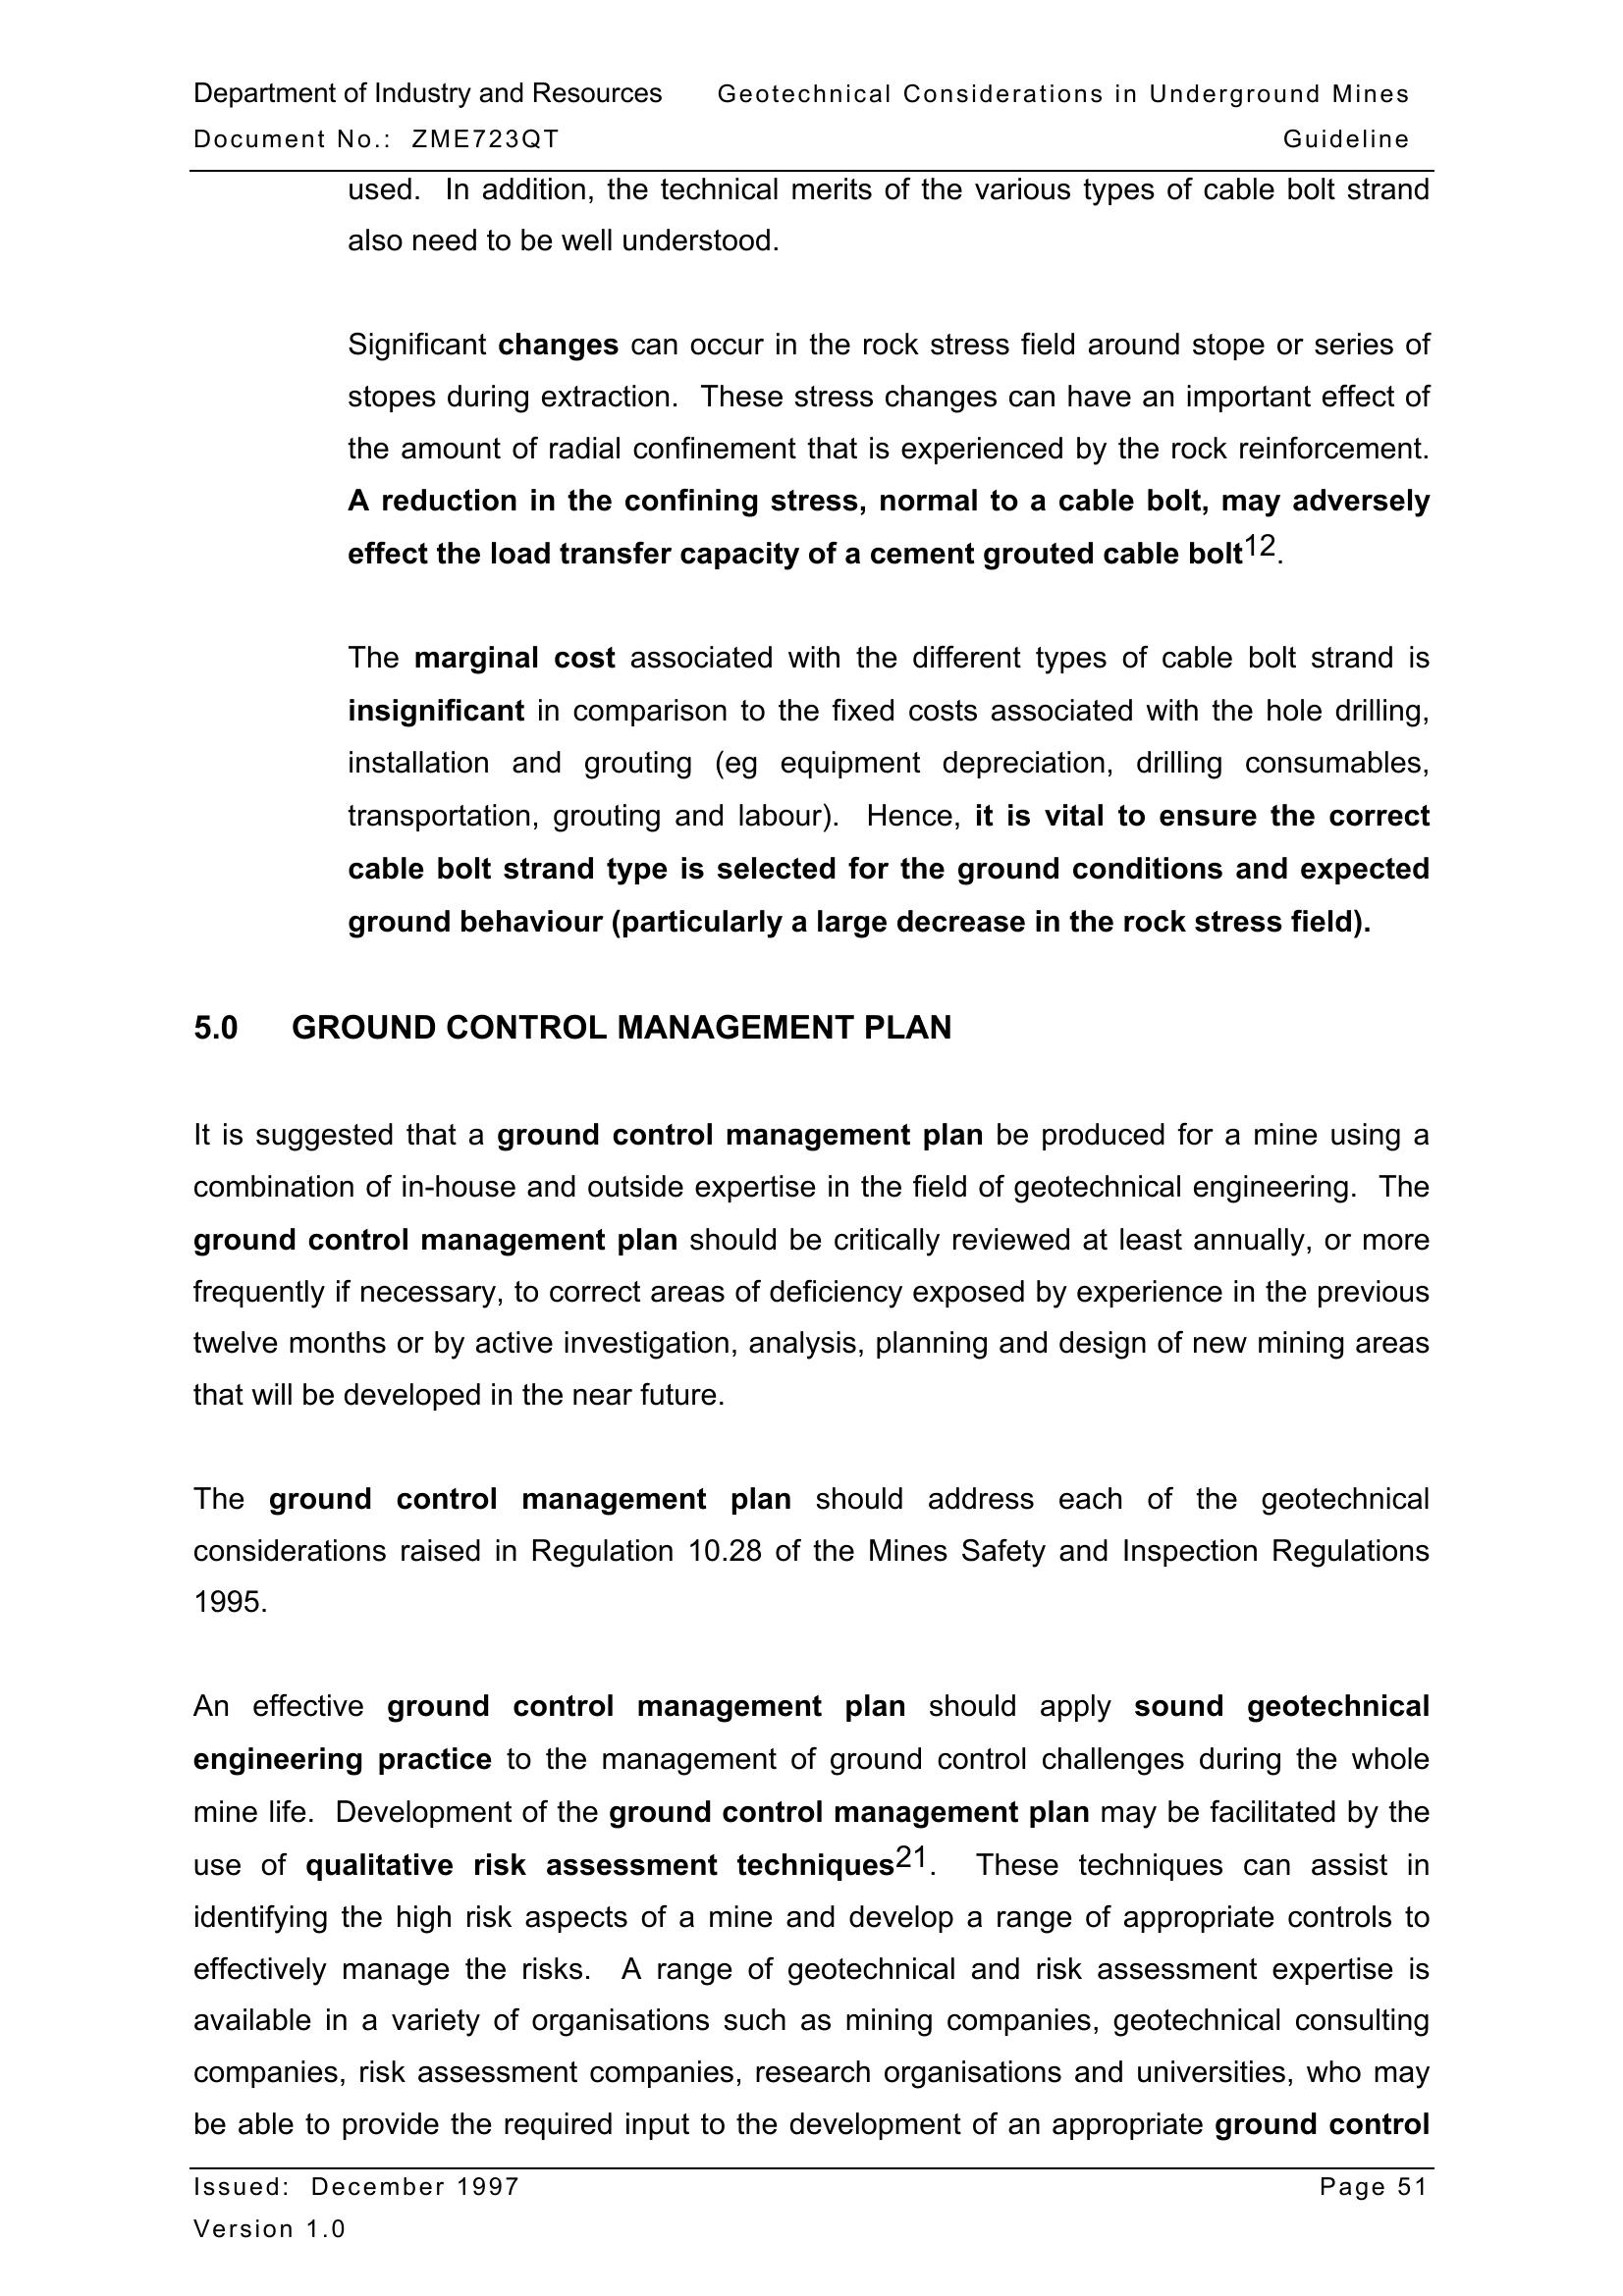 Department of Industry and Resources Geotechnical Considerations in Underground Mines
Document No.: ZME723QT Guideline
used. In addition, the technical merits of the various types of cable bolt strand
also need to be well understood.
Significant changes can occur in the rock stress field around stope or series of
stopes during extraction. These stress changes can have an important effect of
the amount of radial confinement that is experienced by the rock reinforcement.
A reduction in the confining stress, normal to a cable bolt, may adversely
effect the load transfer capacity of a cement grouted cable bolt12.
The marginal cost associated with the different types of cable bolt strand is
insignificant in comparison to the fixed costs associated with the hole drilling,
installation and grouting (eg equipment depreciation, drilling consumables,
transportation, grouting and labour). Hence, it is vital to ensure the correct
cable bolt strand type is selected for the ground conditions and expected
ground behaviour (particularly a large decrease in the rock stress field).
5.0 GROUND CONTROL MANAGEMENT PLAN
It is suggested that a ground control management plan be produced for a mine using a
combination of in-house and outside expertise in the field of geotechnical engineering. The
ground control management plan should be critically reviewed at least annually, or more
frequently if necessary, to correct areas of deficiency exposed by experience in the previous
twelve months or by active investigation, analysis, planning and design of new mining areas
that will be developed in the near future.
The ground control management plan should address each of the geotechnical
considerations raised in Regulation 10.28 of the Mines Safety and Inspection Regulations
1995.
An effective ground control management plan should apply sound geotechnical
engineering practice to the management of ground control challenges during the whole
mine life. Development of the ground control management plan may be facilitated by the
use of qualitative risk assessment techniques21. These techniques can assist in
identifying the high risk aspects of a mine and develop a range of appropriate controls to
effectively manage the risks. A range of geotechnical and risk assessment expertise is
available in a variety of organisations such as mining companies, geotechnical consulting
companies, risk assessment companies, research organisations and universities, who may
be able to provide the required input to the development of an appropriate ground control
Issued: December 1997 Page 51
Version 1.0